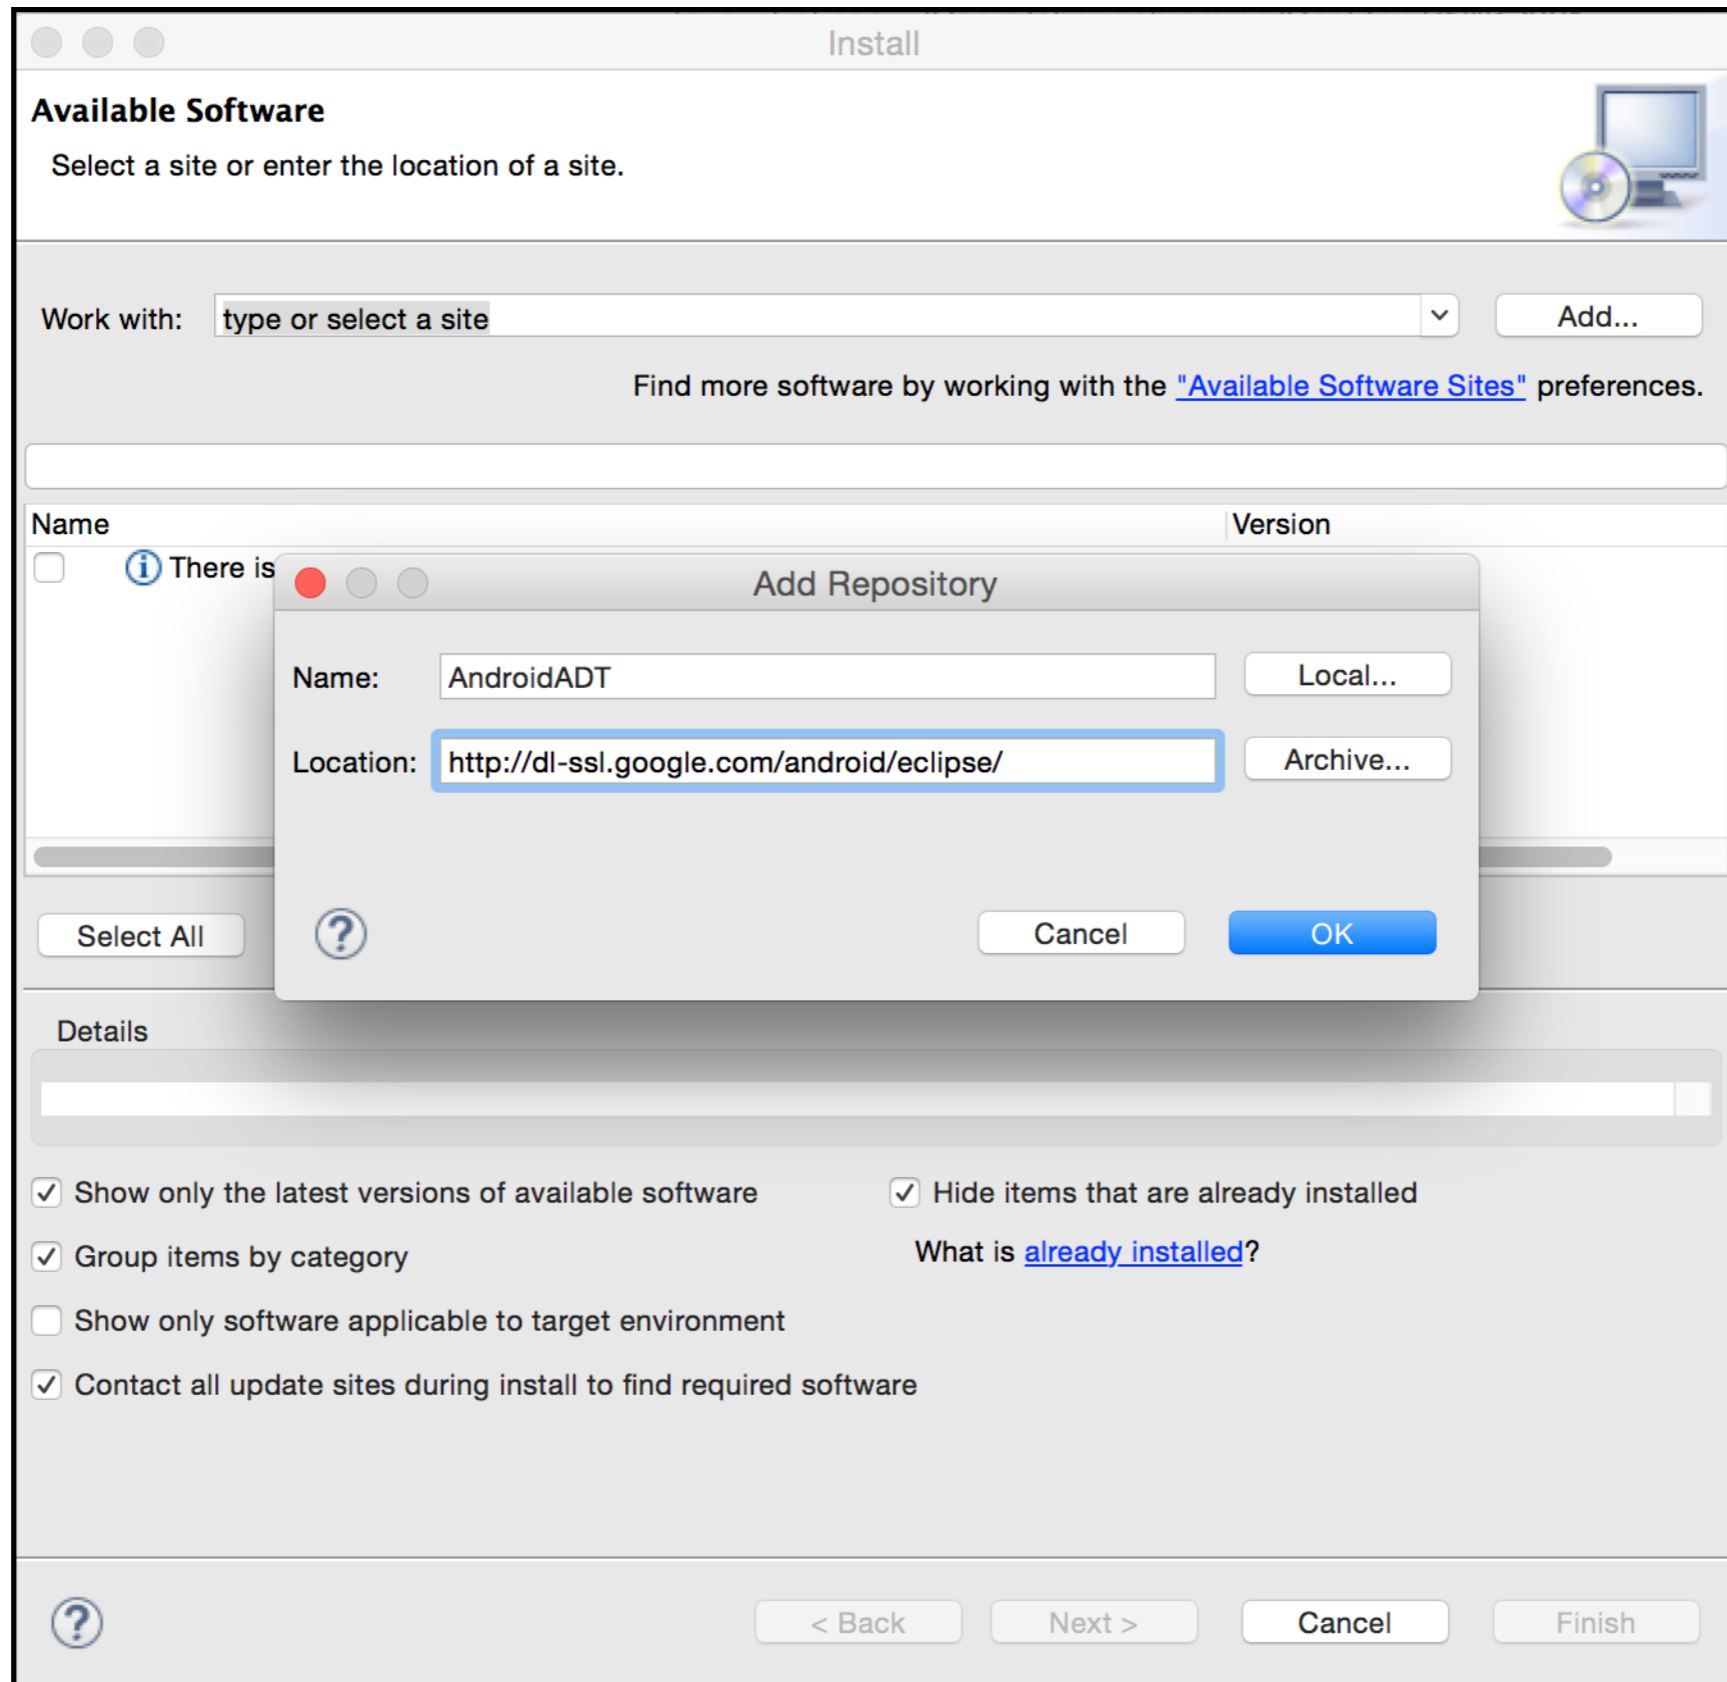 Install
Available Software
Select a site or enter the location of a site.
Work with: type or select a site Add...
Find more software by working with the "Available Software Sites" preferences.
Name Version
There is
Add Repository
Name: AndroidADT Local...
Location: http://dl-ssl.google.com/android/eclipse/ Archive...
Select All ? Cancel OK
Details
Show only the latest versions of available software Hide items that are already installed
Group items by category What is already installed?
Show only software applicable to target environment
Contact all update sites during install to find required software
? < Back Next > Cancel Finish